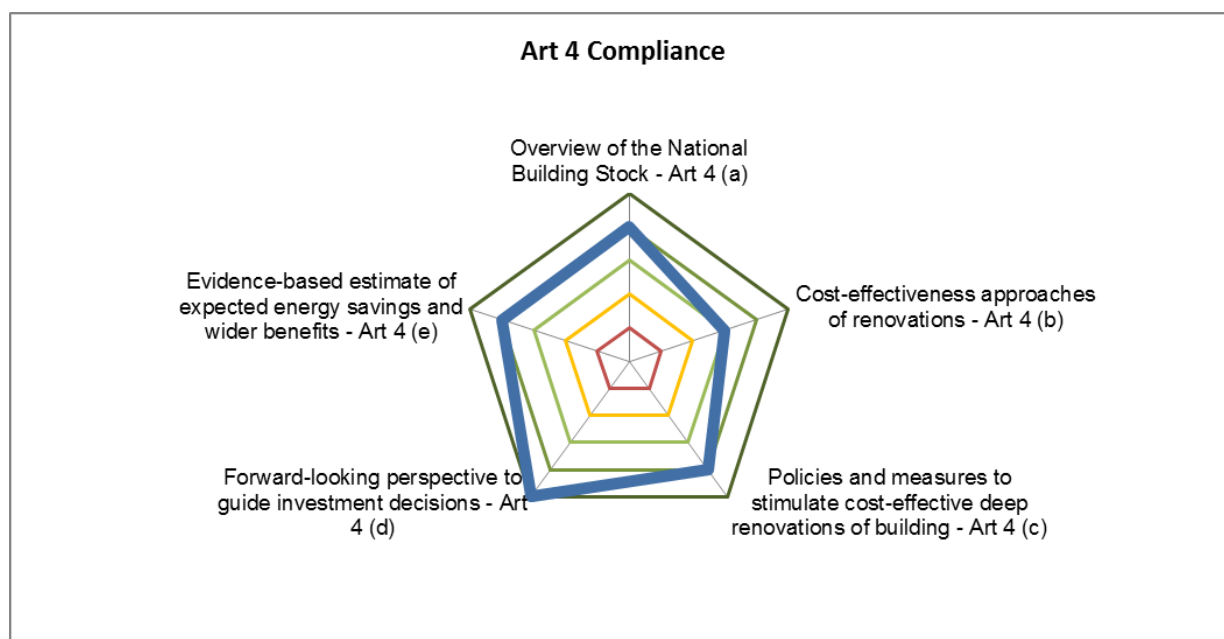 Art 4 Compliance
Overview of the National
Building Stock - Art 4 (a)
Cost-effectiveness approaches
of renovations - Art 4 (b)
Policies and measures to
stimulate cost-effective deep
renovations of building - Art 4 (c)
Forward-looking perspective to
guide investment decisions - Art
4 (d)
Evidence-based estimate of
expected energy savings and
wider benefits - Art 4 (e)